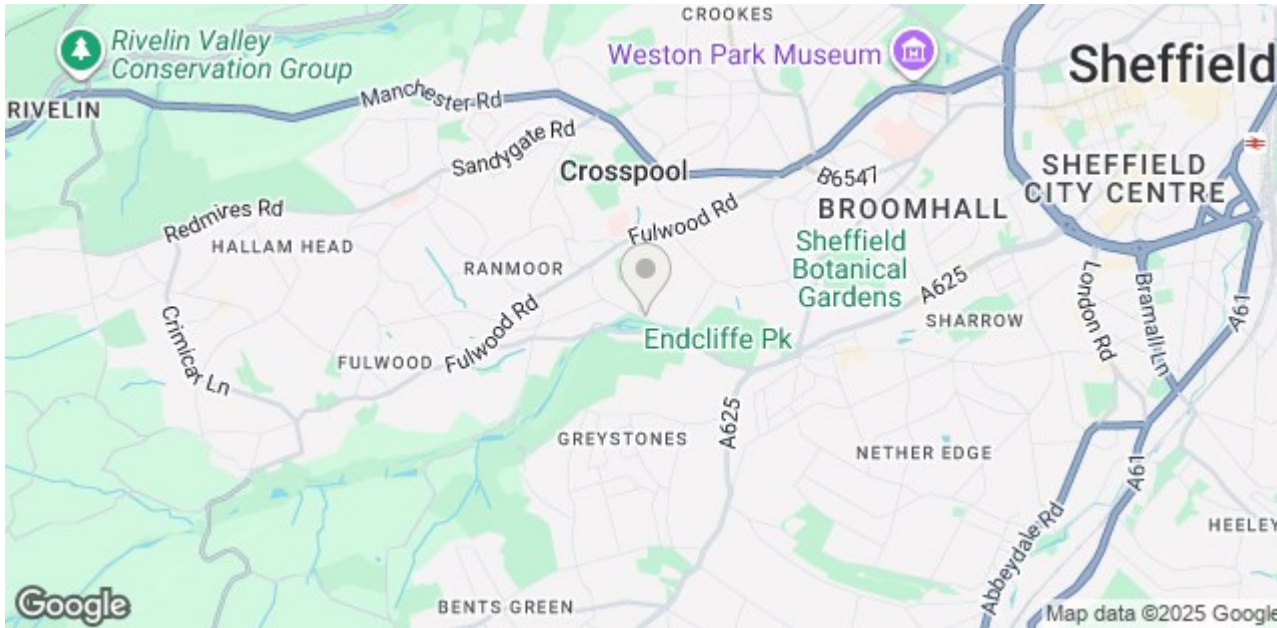 CROOKES
Rivelin Valley
Conservation Group
Weston Park Museum
Sheffield
RIVELIN
Manchester Rd
Sandygate Rd
Crosspool
B6547
SHEFFIELD
CITY CENTRE
Redmires Rd
HALLAM HEAD
Fulwood Rd
BROOMHALL
RANMOOR
Sheffield
Botanical
Gardens
A625
London Rd
Bramall Ln
A61
SHARROW
Crimicar Ln
Fulwood Rd
FULWOOD
Endcliffe Pk
A625
GREYSTONES
NETHER EDGE
A61
Abbeydale Rd
HEELEY
BENTS GREEN
Google
Map data ©2025 Google